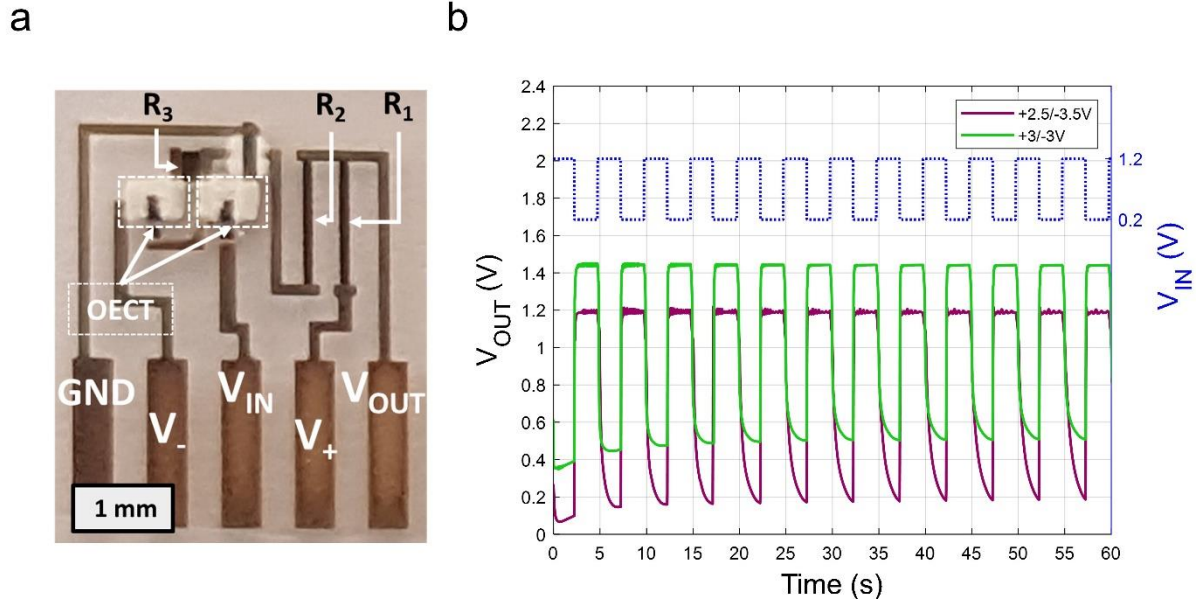 a
b
R3
R2
R1
OECT
GND
V-
VIN
V+
VOUT
1 mm
+2.5/-3.5V
+3/-3V
2.4
2.2
2
1.8
1.6
1.4
1.2
1
0.8
0.6
0.4
0.2
0
VOUT (V)
1.2
0.2
VIN (V)
0 5 10 15 20 25 30 35 40 45 50 55 60
Time (s)